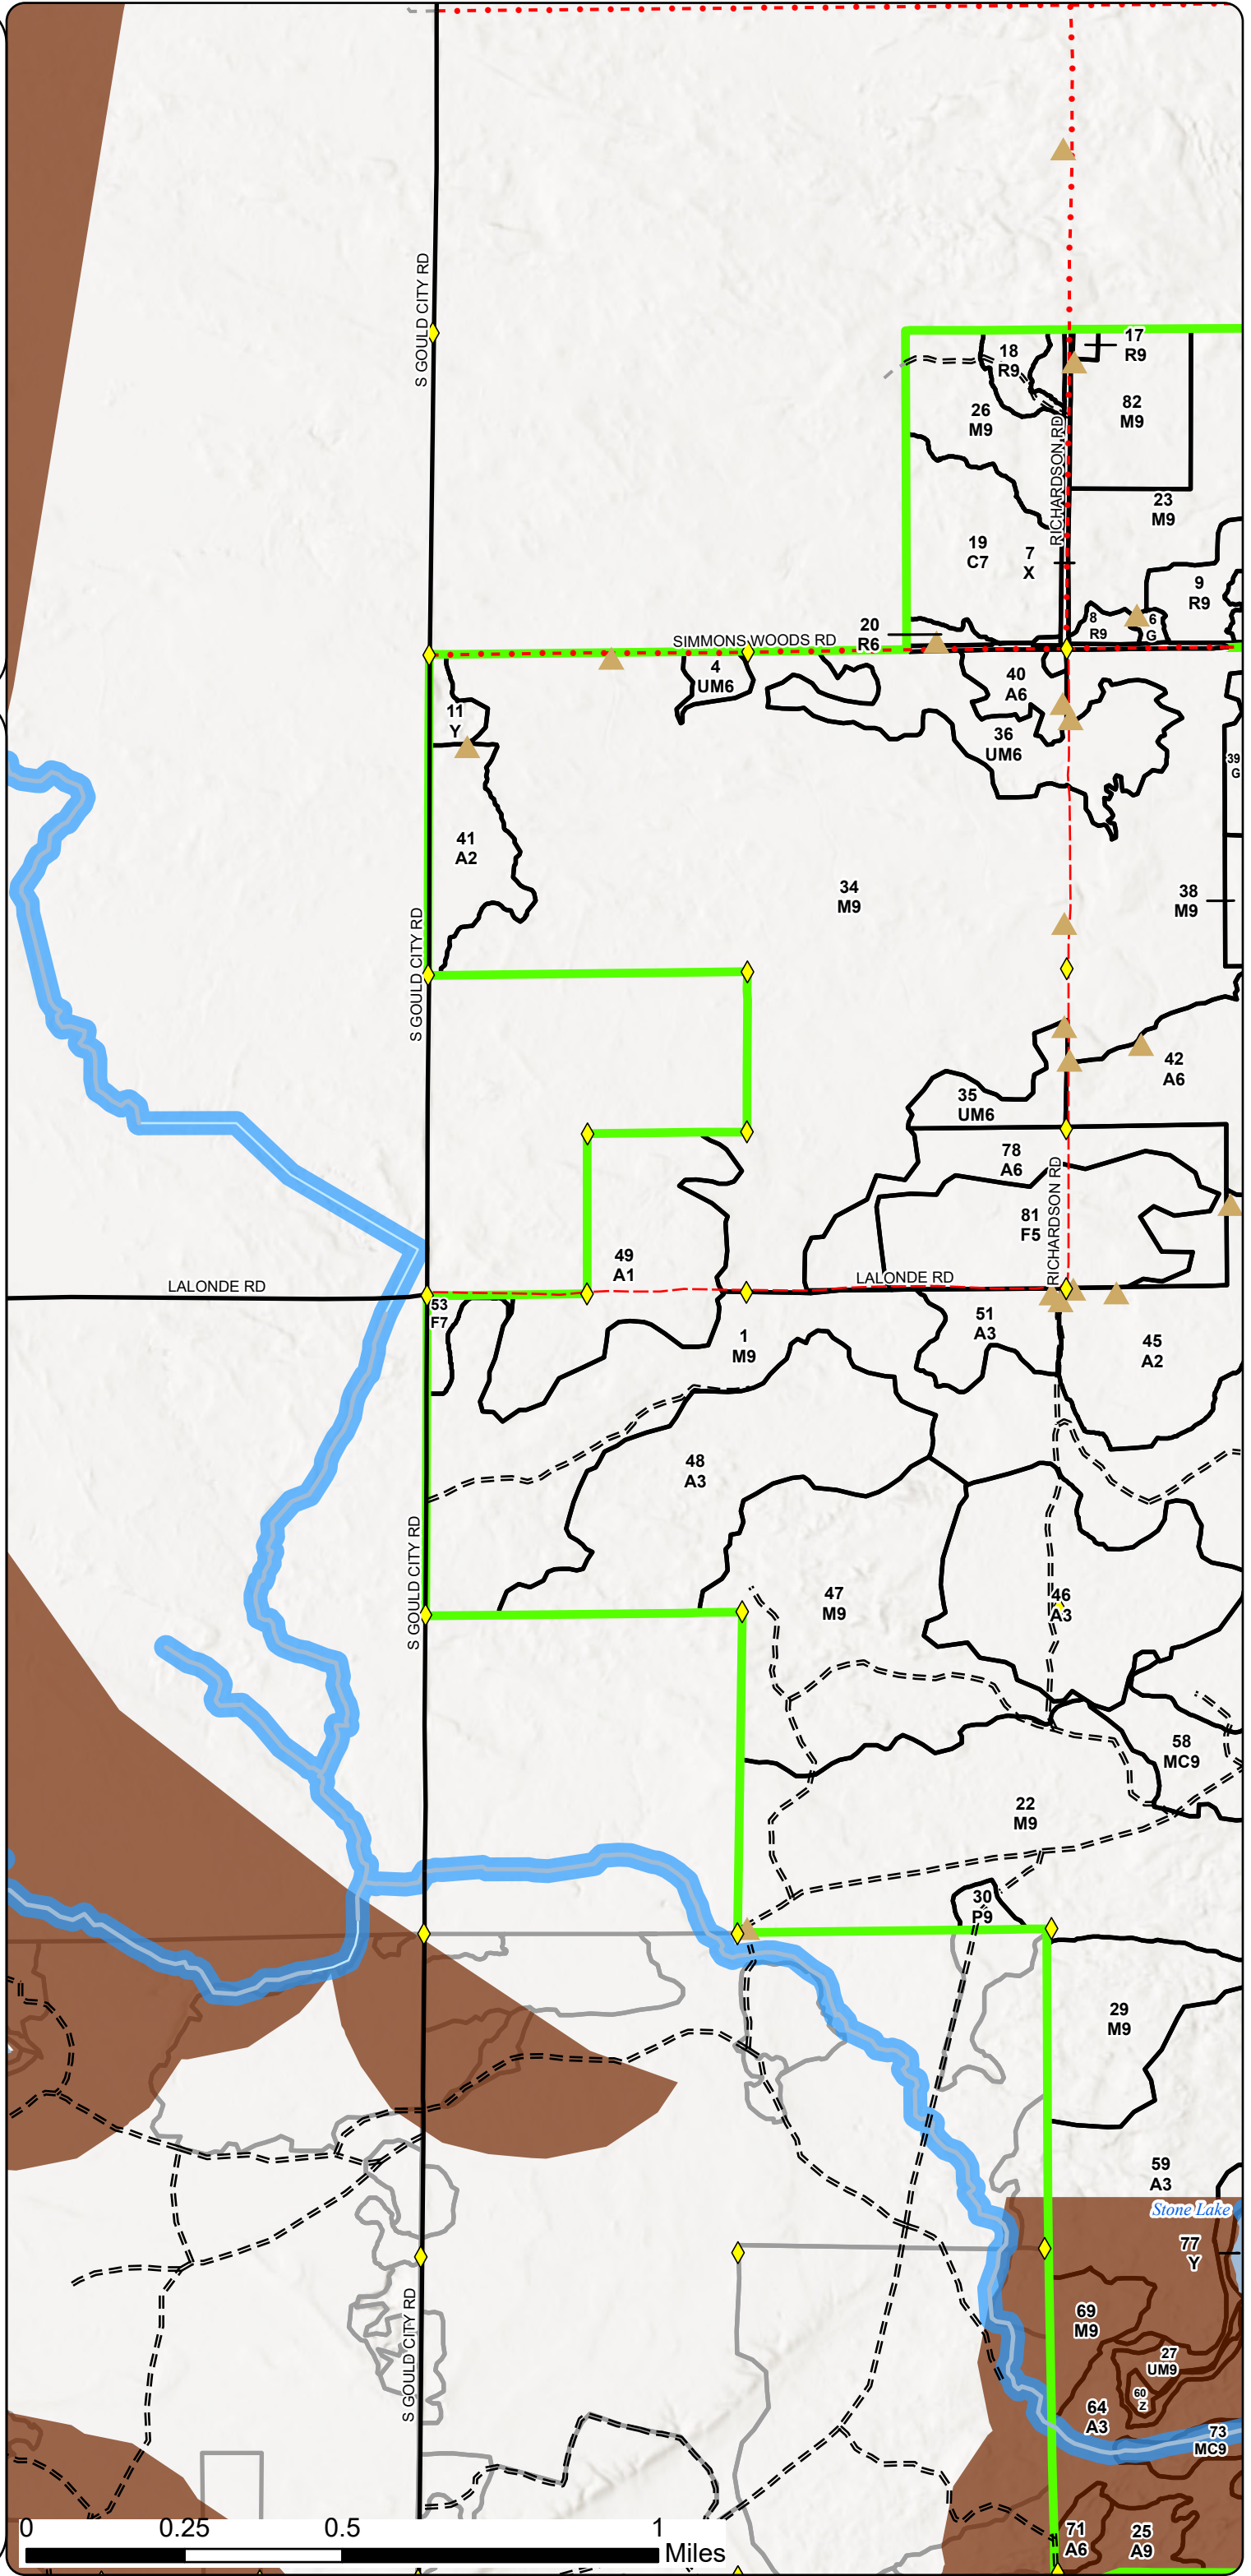 S GOULD CITY RD
17
R9
18
R9
82
M9
26
M9
RICHARDSON RD
23
M9
19
C7
7
X
9
R9
8
R9
6
G
20
R6
SIMMONS WOODS RD
4
UM6
40
A6
11
Y
36
UM6
39
G
41
A2
34
M9
38
M9
S GOULD CITY RD
42
A6
35
UM6
78
A6
RICHARDSON RD
81
F5
49
A1
LALONDE RD
LALONDE RD
53
F7
51
A3
1
M9
45
A2
48
A3
S GOULD CITY RD
47
M9
46
A3
58
MC9
22
M9
30
P9
29
M9
59
A3
Stone Lake
77
Y
69
M9
S GOULD CITY RD
27
UM9
60
Z
64
A3
73
MC9
71
A6
25
A9
0 0.25 0.5 1
Miles